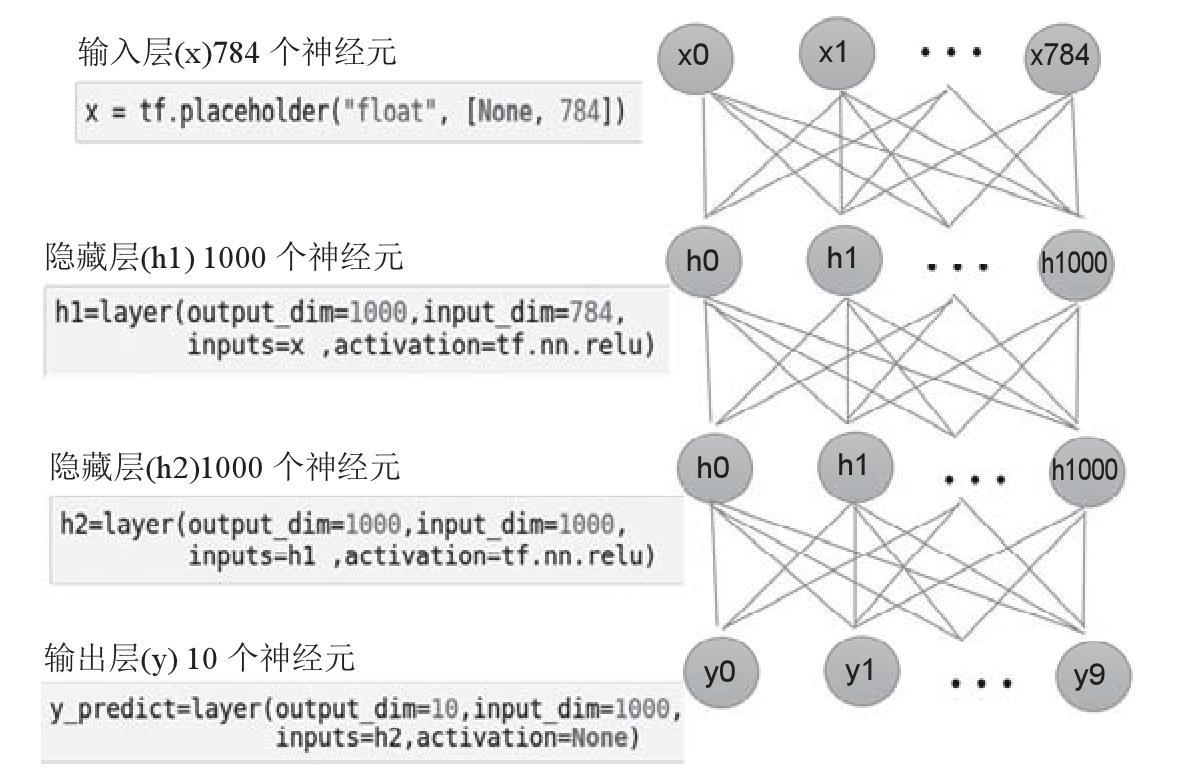 输入层(x)784 个神经元
x = tf.placeholder("float", [None, 784])
x0 x1 ··· x784
隐藏层(h1) 1000 个神经元
h1=layer(output_dim=1000,input_dim=784,
inputs=x ,activation=tf.nn.relu)
h0 h1 ··· h1000
隐藏层(h2)1000 个神经元
h2=layer(output_dim=1000,input_dim=1000,
inputs=h1 ,activation=tf.nn.relu)
h0 h1 ··· h1000
输出层(y) 10 个神经元
y_predict=layer(output_dim=10,input_dim=1000,
inputs=h2,activation=None)
y0 y1 ··· y9